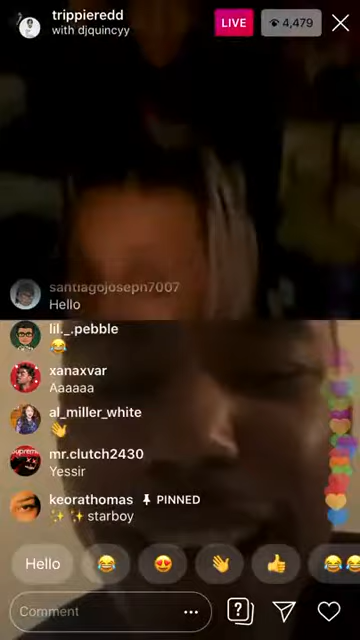 trippieredd
with djquincyy
LIVE
4,479
santiagojoseph7007
Hello
lil._.pebble
😂
xanaxvar
Aaaaaa
al_miller_white
👋
mr.clutch2430
Yessir
keorathomas PINNED
✨ ✨ starboy
Hello 😂 😍 👋 👍 😂😂
Comment